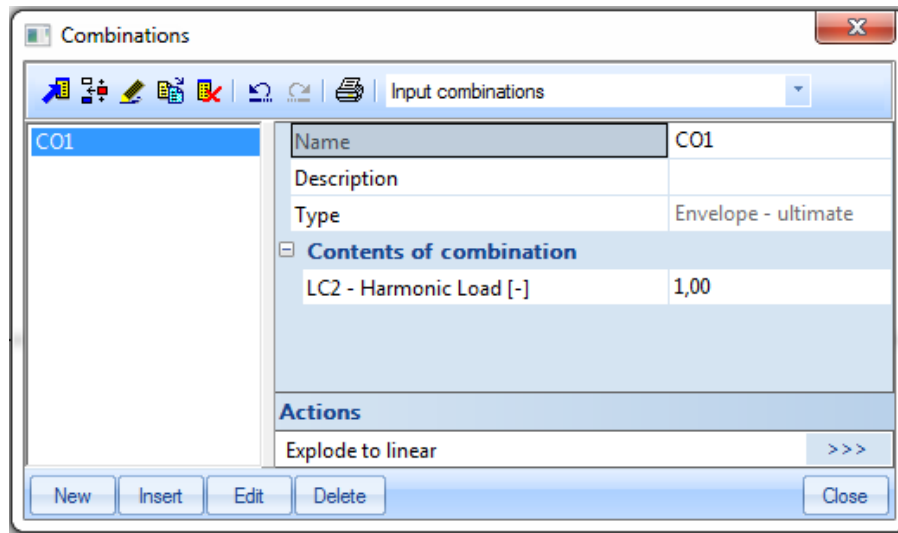 Combinations
Input combinations
CO1
Name CO1
Description
Type Envelope - ultimate
Contents of combination
LC2 - Harmonic Load [-] 1,00
Actions
Explode to linear >>>
New Insert Edit Delete Close